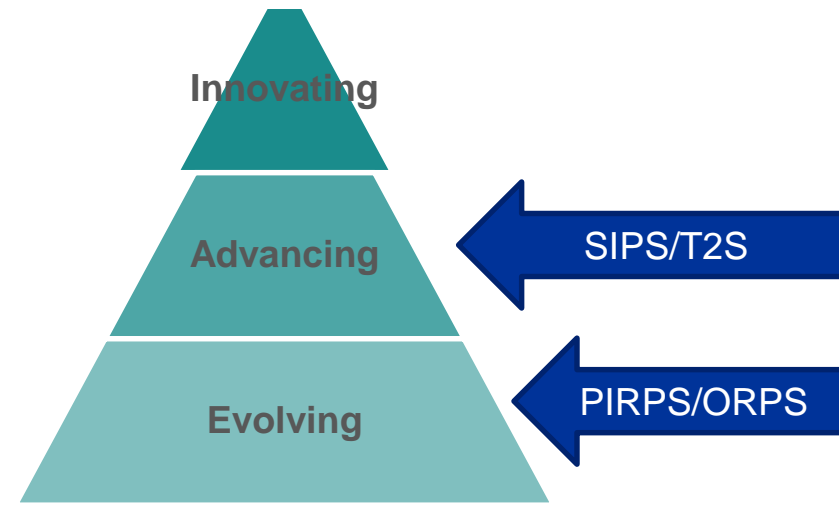 Innovating
Advancing
SIPS/T2S
Evolving
PIRPS/ORPS